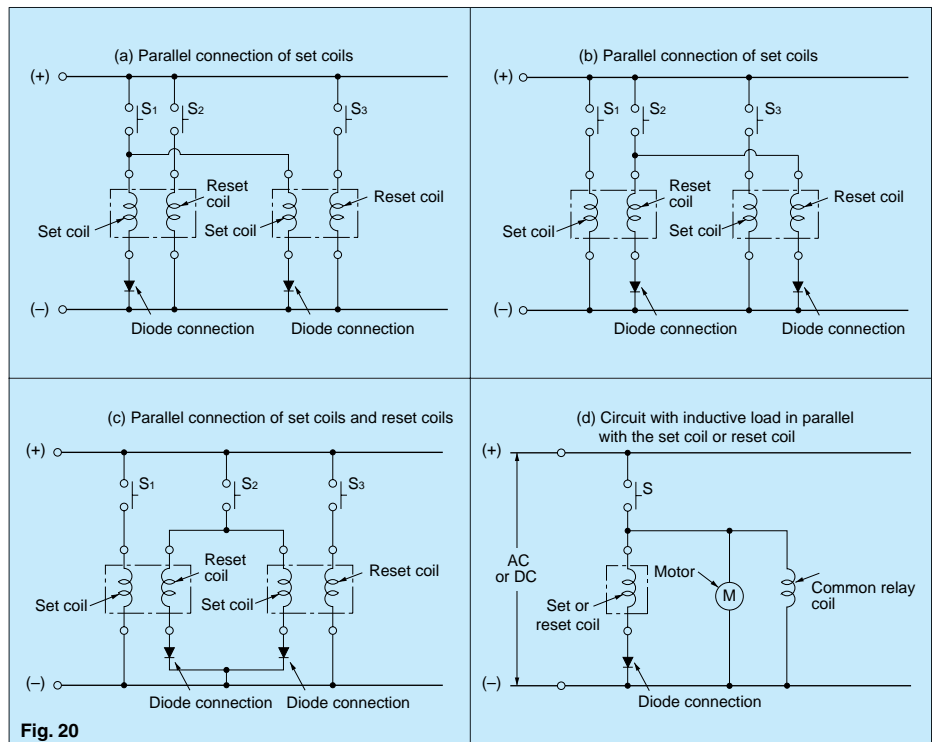 (a) Parallel connection of set coils
(+)
S1
S2
S3
Reset
coil
Reset coil
Set coil
Set coil
(–)
Diode connection
Diode connection
(b) Parallel connection of set coils
(+)
S1
S2
S3
Reset
coil
Reset coil
Set coil
Set coil
(–)
Diode connection
Diode connection
(c) Parallel connection of set coils and reset coils
(+)
S1
S2
S3
Reset
coil
Reset coil
Set coil
Set coil
(–)
Diode connection
Diode connection
(d) Circuit with inductive load in parallel
with the set coil or reset coil
(+)
S
AC
or DC
Motor
M
Common relay
coil
Set or
reset coil
(–)
Diode connection
Fig. 20